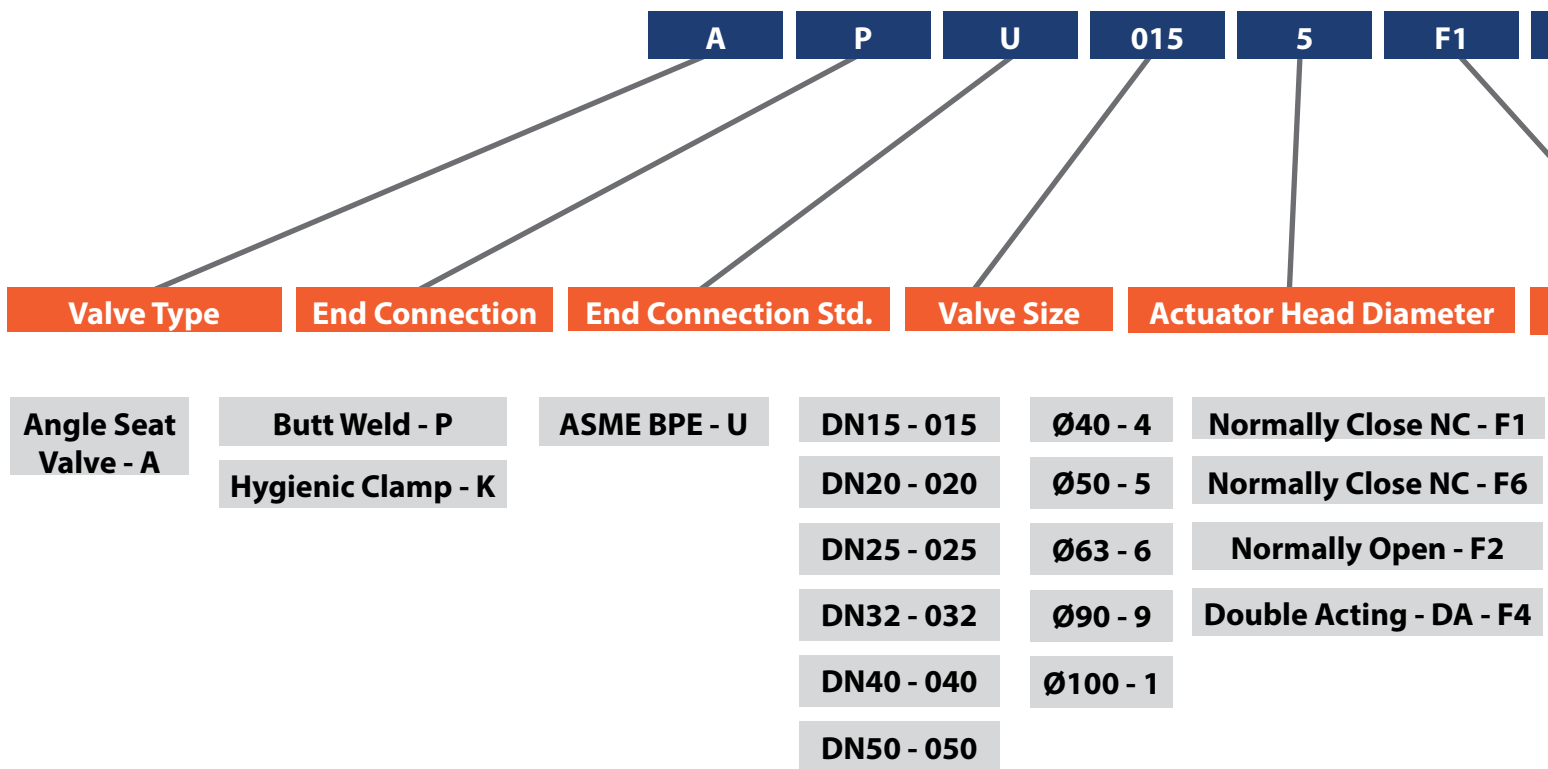 A P U 015 5 F1
Valve Type End Connection End Connection Std. Valve Size Actuator Head Diameter
Angle Seat
Valve - A
Butt Weld - P
Hygienic Clamp - K
ASME BPE - U
DN15 - 015
DN20 - 020
DN25 - 025
DN32 - 032
DN40 - 040
DN50 - 050
Ø40 - 4
Ø50 - 5
Ø63 - 6
Ø90 - 9
Ø100 - 1
Normally Close NC - F1
Normally Close NC - F6
Normally Open - F2
Double Acting - DA - F4